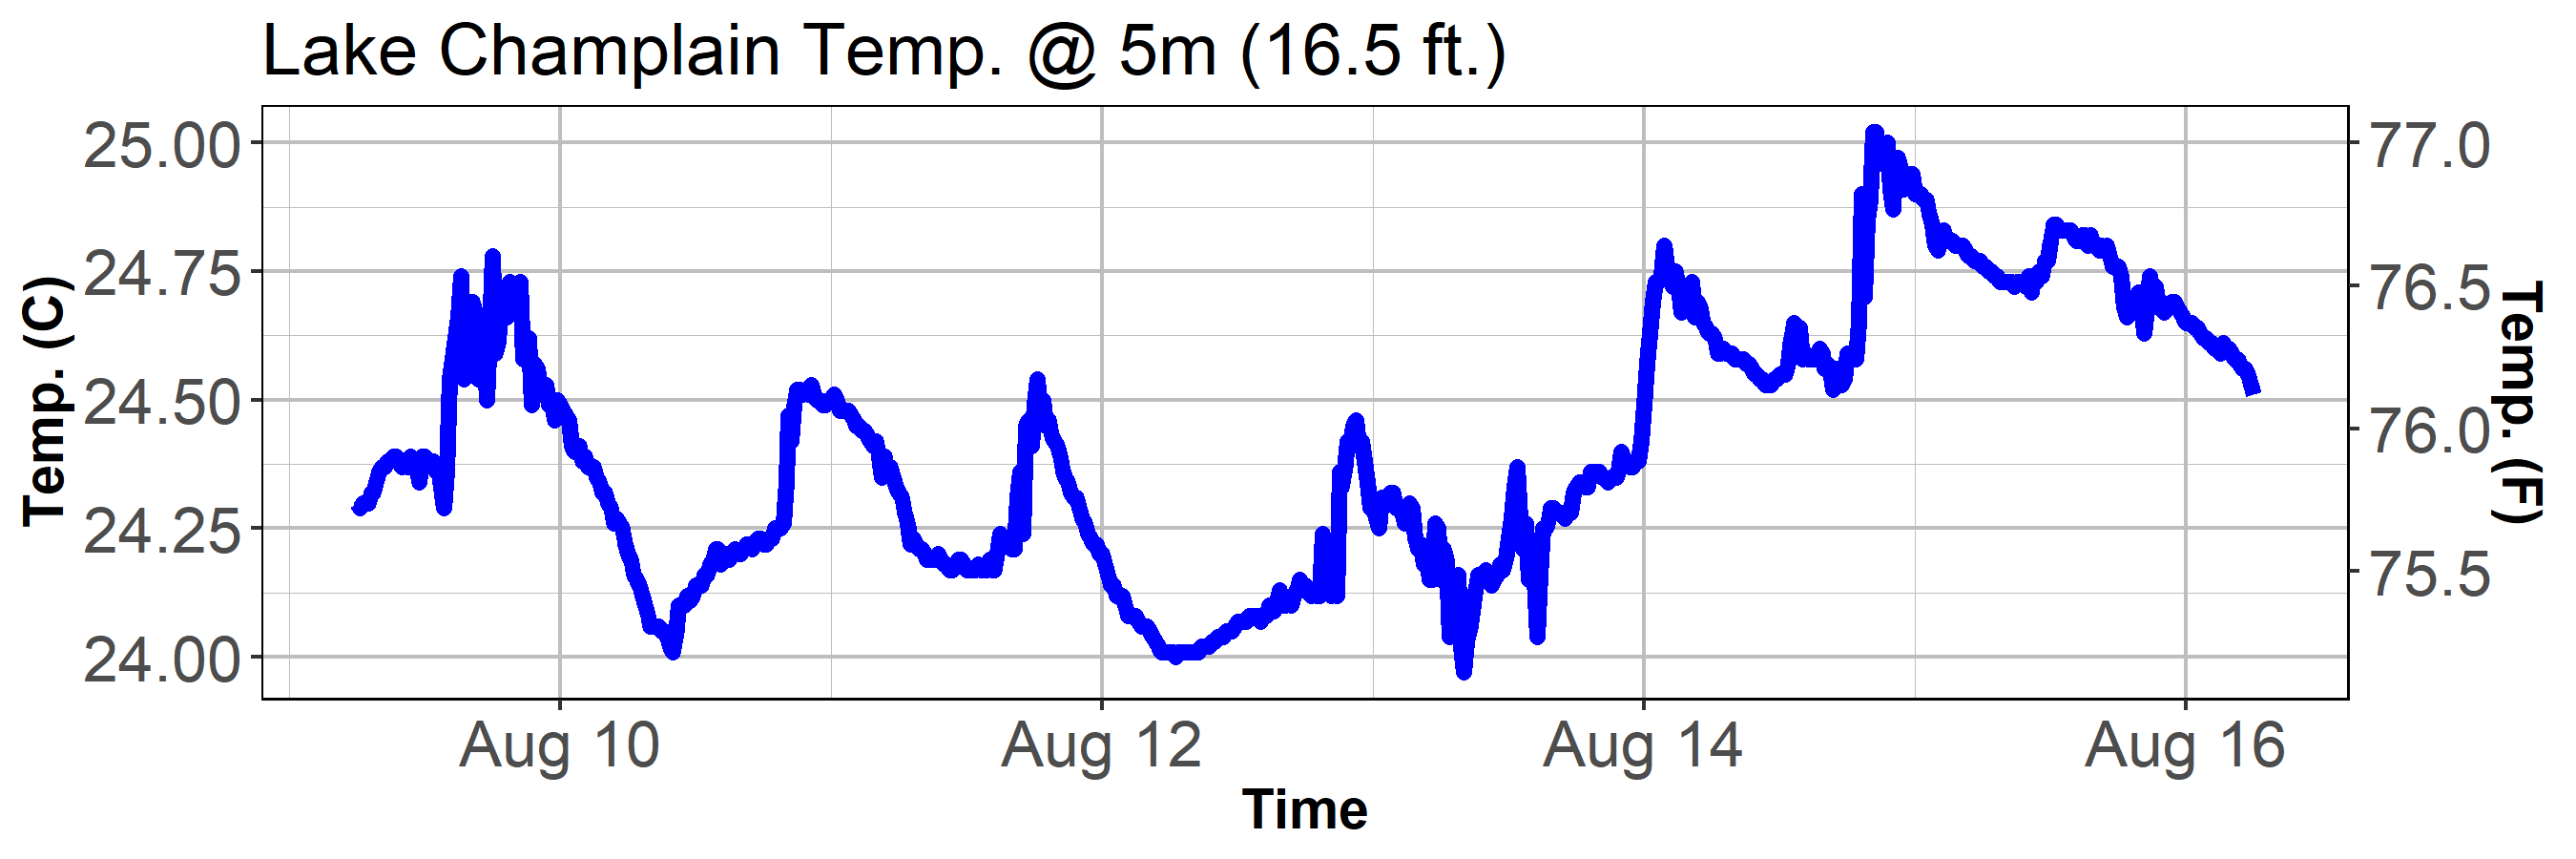 Lake Champlain Temp. @ 5m (16.5 ft.)
Temp. (C)
25.00
24.75
24.50
24.25
24.00
77.0
76.5
76.0
75.5
Temp. (F)
Aug 10 Aug 12 Aug 14 Aug 16
Time